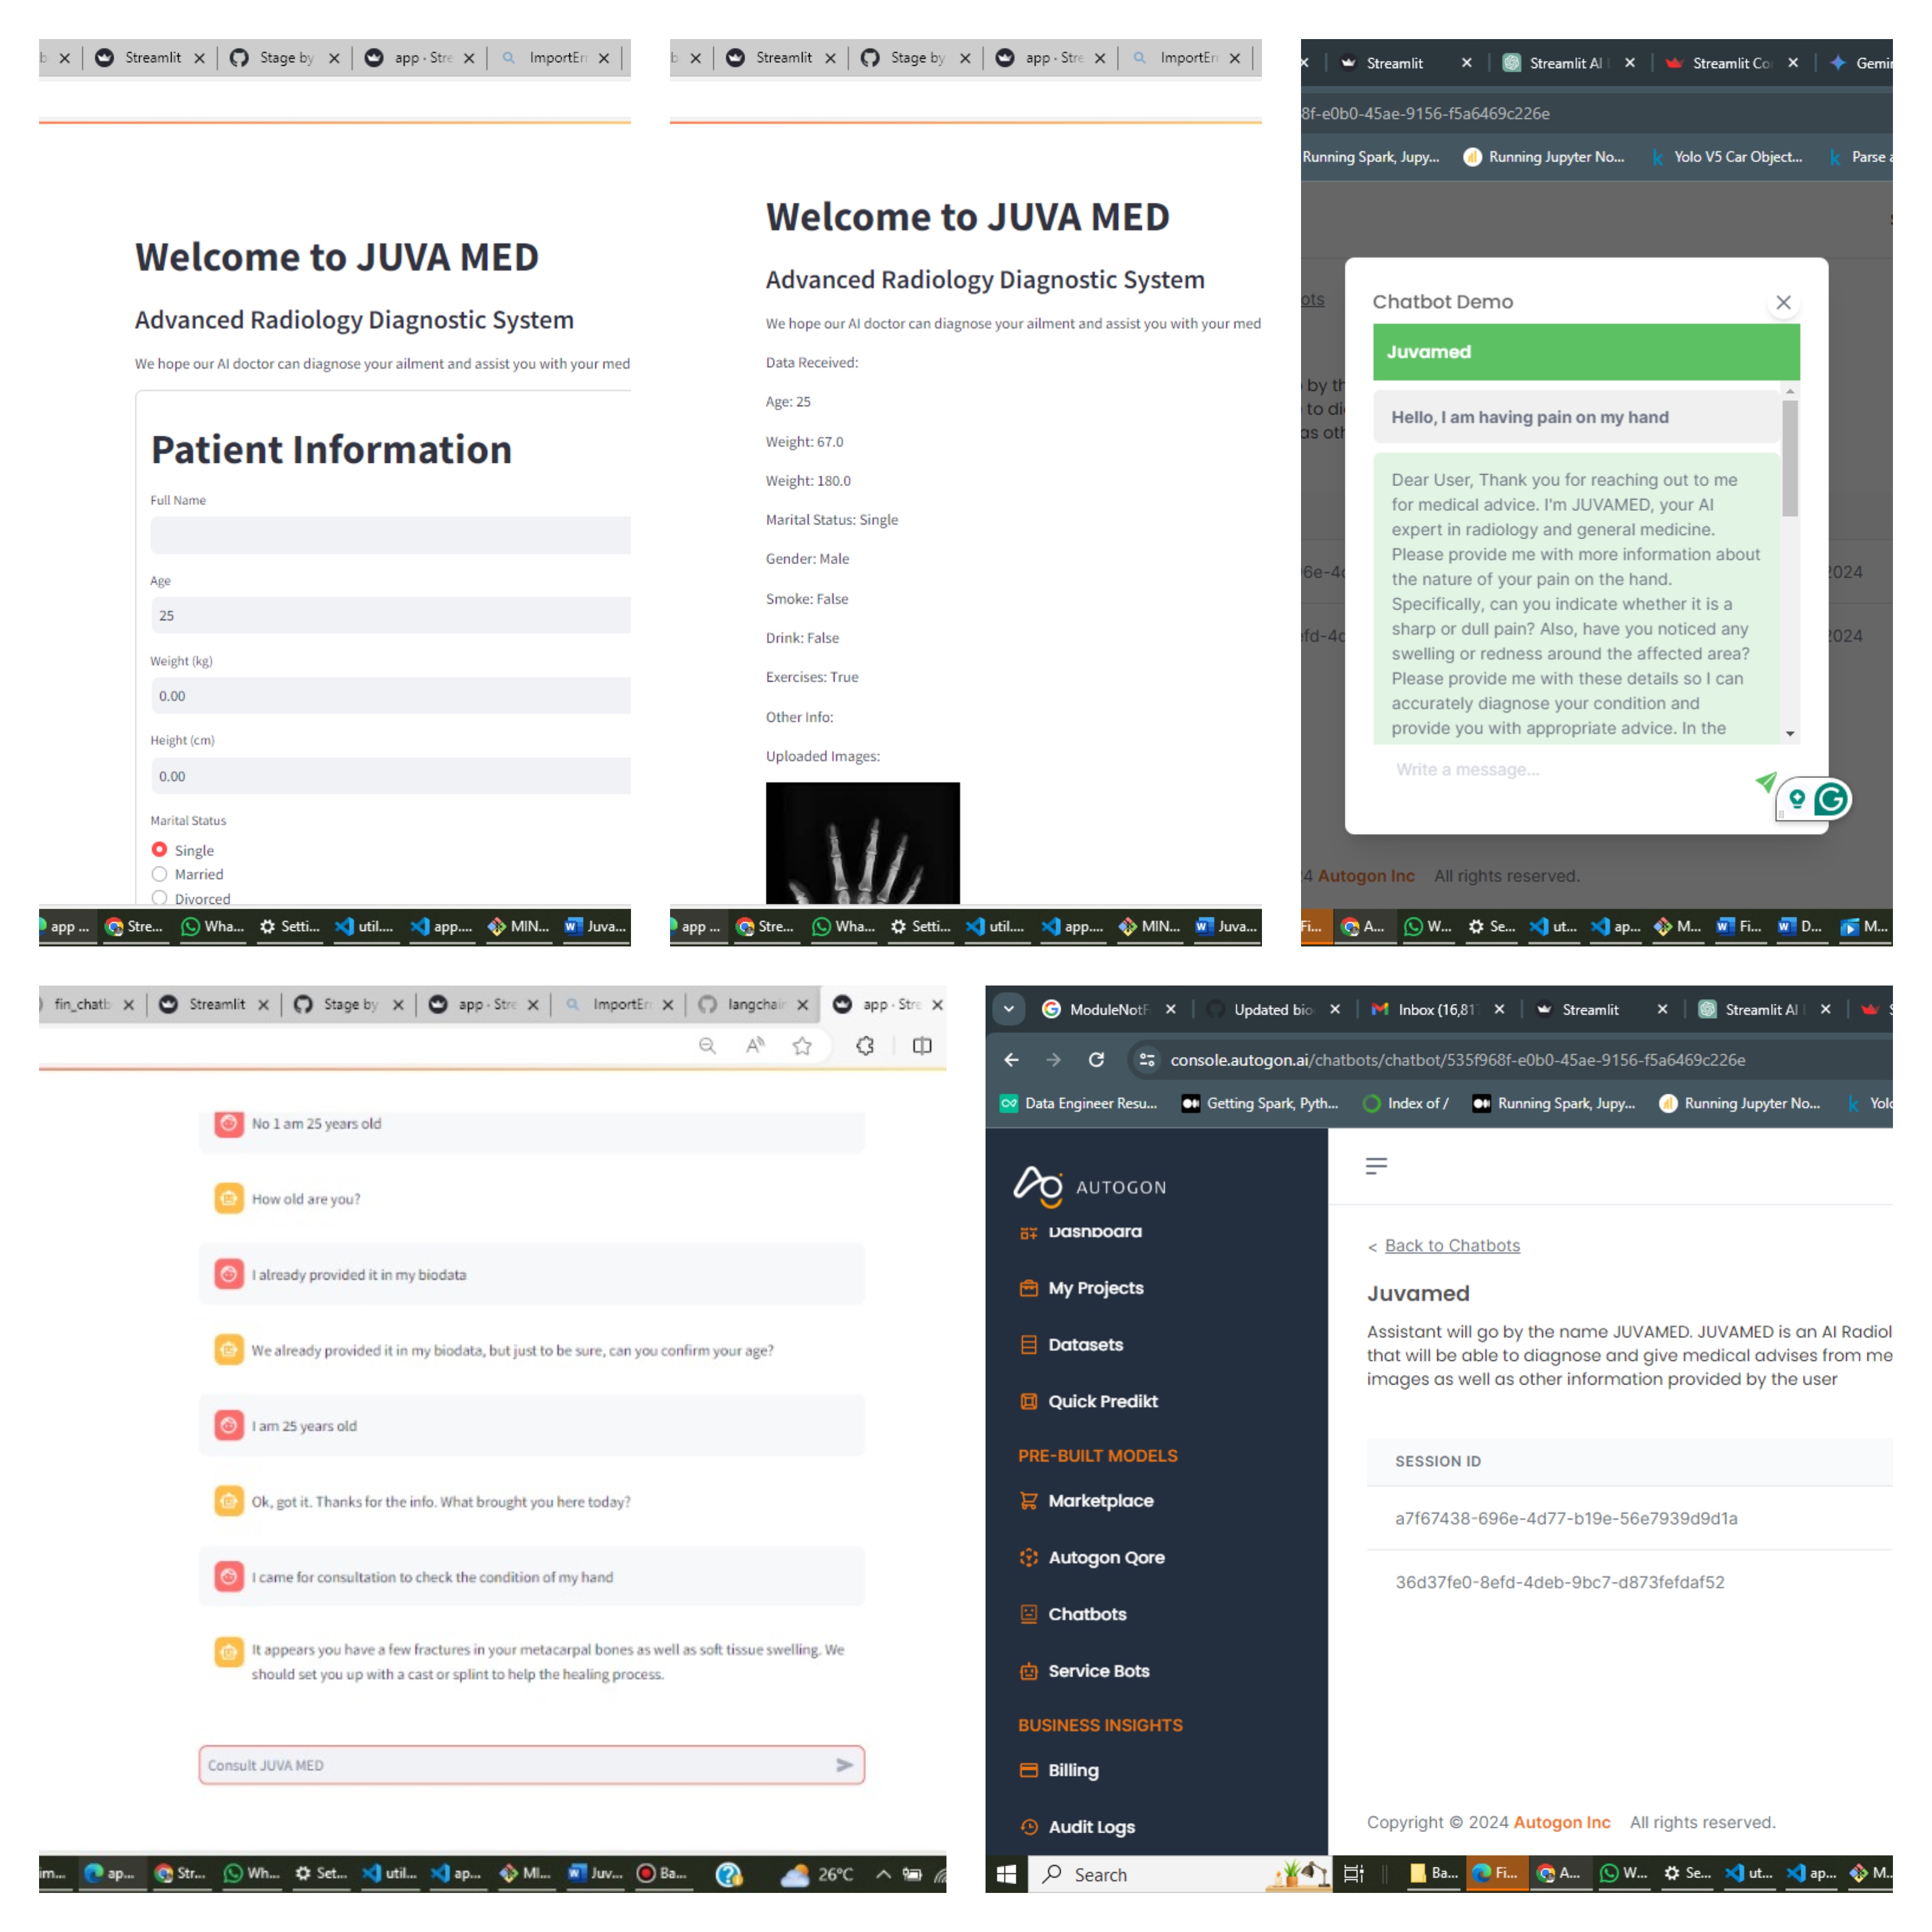 Streamlit
Stage by
app - Stre
ImportErr
Welcome to JUVA MED
Advanced Radiology Diagnostic System
We hope our AI doctor can diagnose your ailment and assist you with your med
Patient Information
Full Name
Age
25
Weight (kg)
0.00
Height (cm)
0.00
Marital Status
Single
Married
Divorced
app ...
Stre...
Wha...
Setti...
util....
app....
MIN...
Juva...
Streamlit
Stage by
app - Stre
ImportErr
Welcome to JUVA MED
Advanced Radiology Diagnostic System
We hope our AI doctor can diagnose your ailment and assist you with your med
Data Received:
Age: 25
Weight: 67.0
Weight: 180.0
Marital Status: Single
Gender: Male
Smoke: False
Drink: False
Exercises: True
Other Info:
Uploaded Images:
app ...
Stre...
Wha...
Setti...
util....
app....
MIN...
Juva...
Streamlit
Streamlit AI
Streamlit Co
Gemin
8f-e0b0-45ae-9156-f5a6469c226e
Running Spark, Jupy...
Running Jupyter No...
Yolo V5 Car Object...
Parse a
ots
Chatbot Demo
Juvamed
by th
to di
as oth
Hello, I am having pain on my hand
Dear User, Thank you for reaching out to me
for medical advice. I'm JUVAMED, your AI
expert in radiology and general medicine.
Please provide me with more information about
the nature of your pain on the hand.
Specifically, can you indicate whether it is a
sharp or dull pain? Also, have you noticed any
swelling or redness around the affected area?
Please provide me with these details so I can
accurately diagnose your condition and
provide you with appropriate advice. In the
6e-4c
2024
efd-4c
2024
Write a message...
4 Autogon Inc All rights reserved.
Fi...
A...
W...
Se...
ut...
ap...
M...
Fi...
D...
M...
fin_chatb
Streamlit
Stage by
app - Stre
ImportErr
langchain
app - Stre
No 1 am 25 years old
How old are you?
I already provided it in my biodata
We already provided it in my biodata, but just to be sure, can you confirm your age?
I am 25 years old
Ok, got it. Thanks for the info. What brought you here today?
I came for consultation to check the condition of my hand
It appears you have a few fractures in your metacarpal bones as well as soft tissue swelling. We
should set you up with a cast or splint to help the healing process.
Consult JUVA MED
im...
ap...
Str...
Wh...
Set...
util...
ap...
MI...
Juv...
Ba...
26°C
ModuleNotF
Updated bio
Inbox (16,81
Streamlit
Streamlit AI
console.autogon.ai/chatbots/chatbot/535f968f-e0b0-45ae-9156-f5a6469c226e
Data Engineer Resu...
Getting Spark, Pyth...
Index of /
Running Spark, Jupy...
Running Jupyter No...
Yolo
AUTOGON
Dashboard
My Projects
Datasets
Quick Predikt
PRE-BUILT MODELS
Marketplace
Autogon Qore
Chatbots
Service Bots
BUSINESS INSIGHTS
Billing
Audit Logs
< Back to Chatbots
Juvamed
Assistant will go by the name JUVAMED. JUVAMED is an AI Radiol
that will be able to diagnose and give medical advises from me
images as well as other information provided by the user
SESSION ID
a7f67438-696e-4d77-b19e-56e7939d9d1a
36d37fe0-8efd-4deb-9bc7-d873fefdaf52
Copyright © 2024 Autogon Inc All rights reserved.
Search
Ba...
Fi...
A...
W...
Se...
ut...
ap...
M...